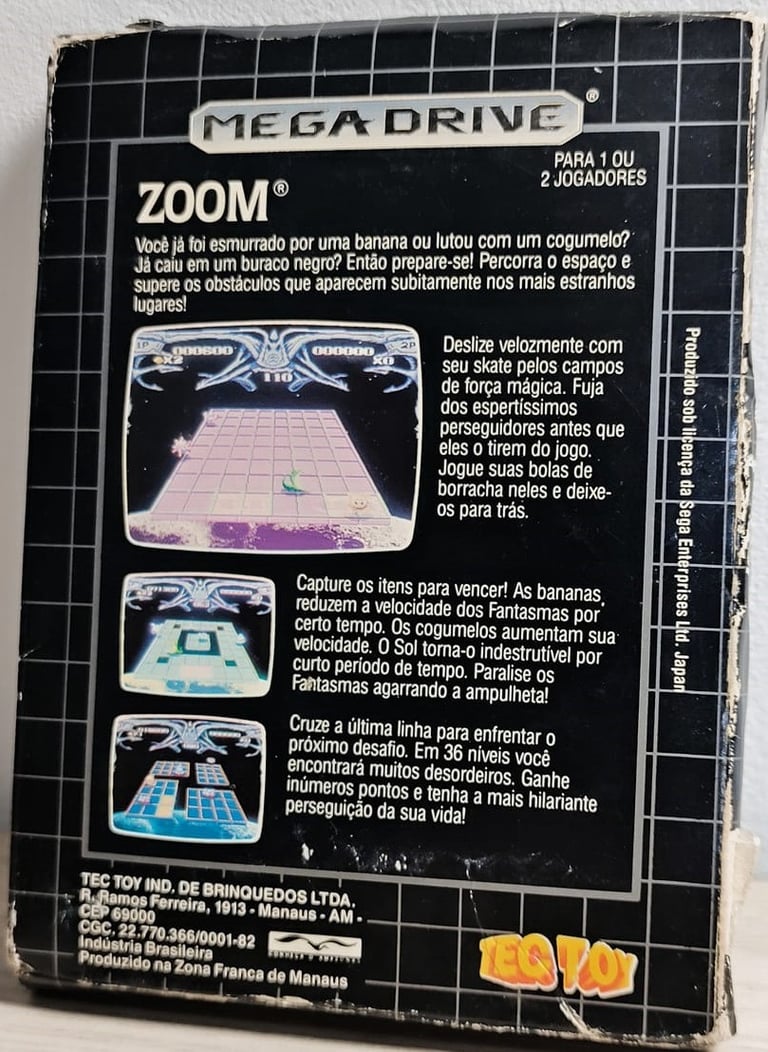 MEGA DRIVE ®
PARA 1 OU
2 JOGADORES
ZOOM®
Você já foi esmurrado por uma banana ou lutou com um cogumelo?
Já caiu em um buraco negro? Então prepare-se! Percorra o espaço e
supere os obstáculos que aparecem subitamente nos mais estranhos
lugares!
1P 000600 000000 2P
X2 X0
110
Deslize velozmente com
seu skate pelos campos
de força mágica. Fuja
dos espertíssimos
perseguidores antes que
eles o tirem do jogo.
Jogue suas bolas de
borracha neles e deixe-
os para trás.
Capture os itens para vencer! As bananas
reduzem a velocidade dos Fantasmas por
certo tempo. Os cogumelos aumentam sua
velocidade. O Sol torna-o indestrutível por
curto período de tempo. Paralise os
Fantasmas agarrando a ampulheta!
Cruze a última linha para enfrentar o
próximo desafio. Em 36 níveis você
encontrará muitos desordeiros. Ganhe
inúmeros pontos e tenha a mais hilariante
perseguição da sua vida!
Produzido sob licença da Sega Enterprises Ltd. Japan
TEC TOY IND. DE BRINQUEDOS LTDA.
R. Ramos Ferreira, 1913 - Manaus - AM -
CEP 69000
CGC. 22.770.366/0001-82
Indústria Brasileira
Produzido na Zona Franca de Manaus
TEC TOY